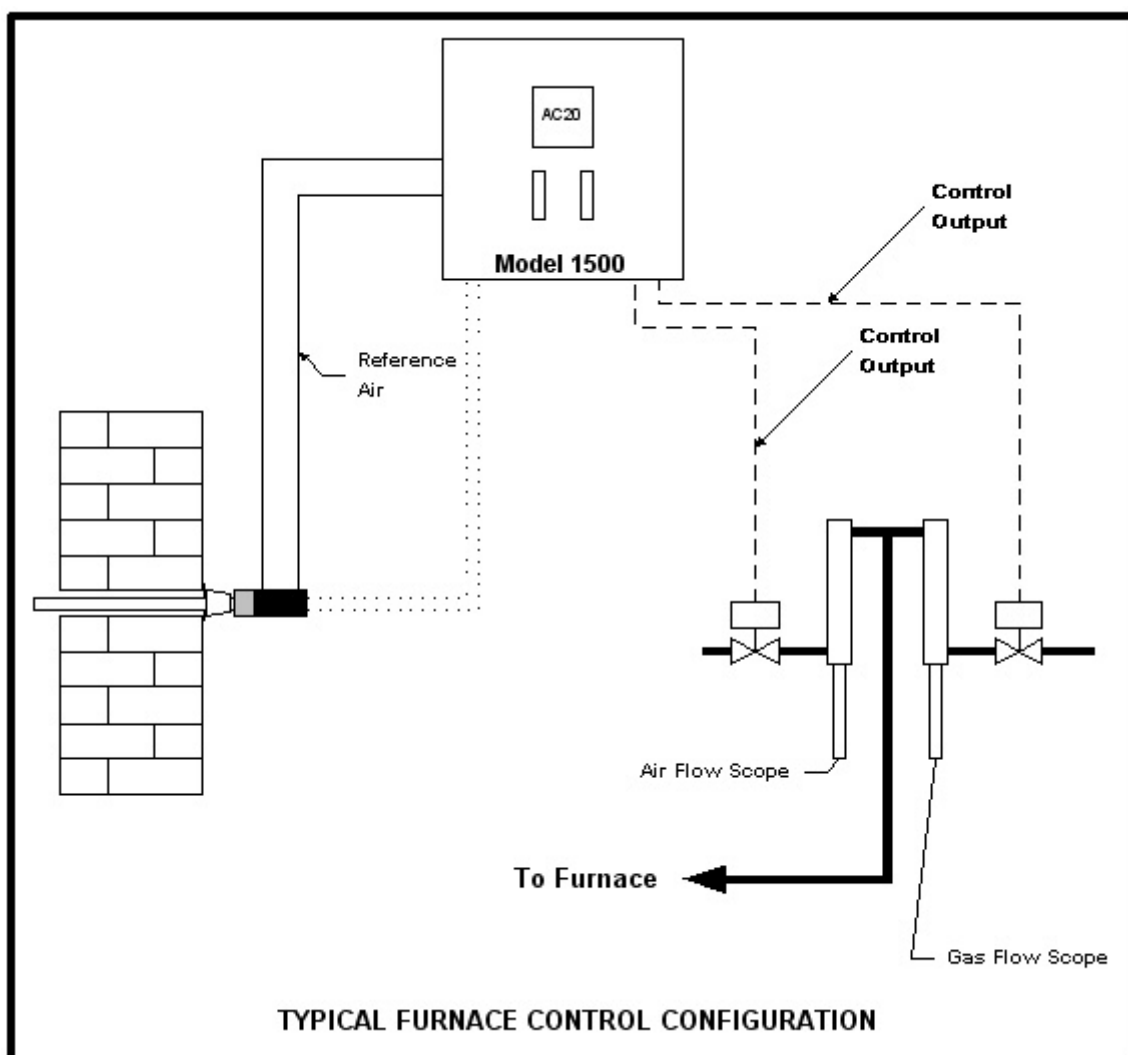 AC20
Model 1500
Control
Output
Control
Output
Reference
Air
Air Flow Scope
To Furnace
Gas Flow Scope
TYPICAL FURNACE CONTROL CONFIGURATION